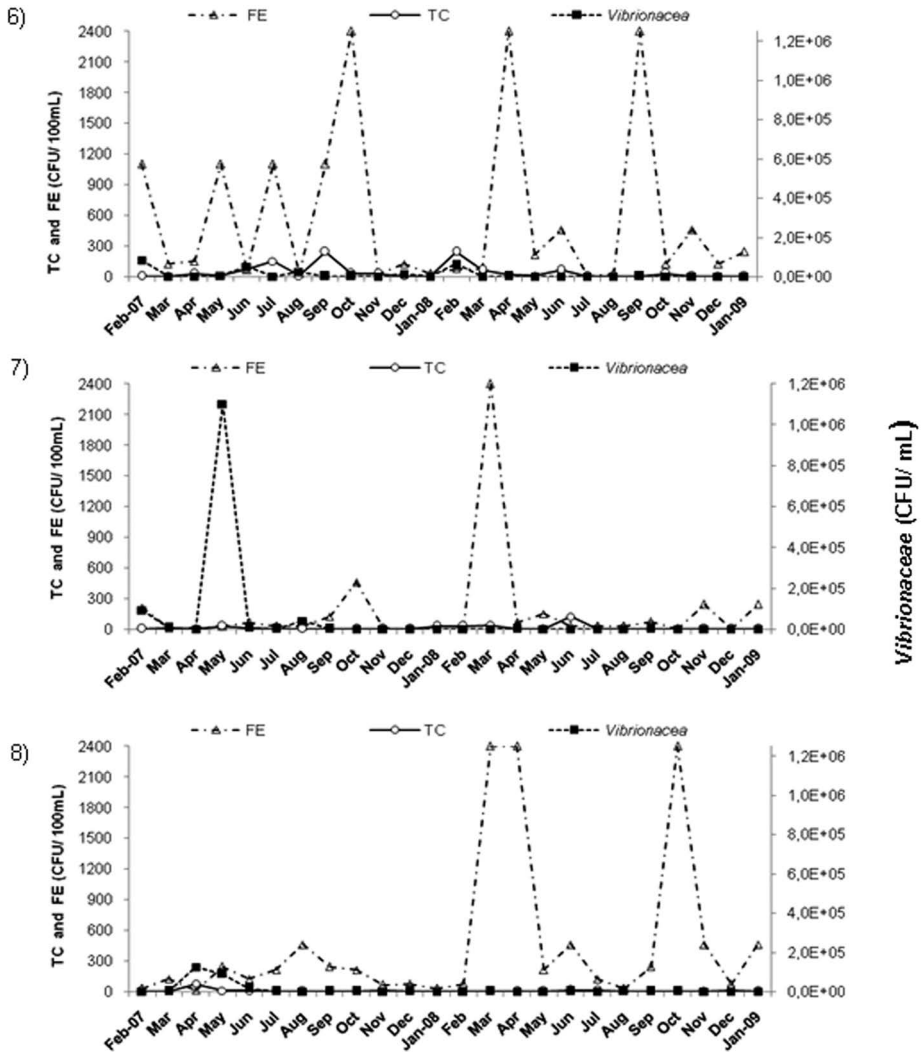 6)
FE TC Vibrionacea
TC and FE (CFU/ 100mL)
2400
2100
1800
1500
1200
900
600
300
0
1,2E+06
1,0E+06
8,0E+05
6,0E+05
4,0E+05
2,0E+05
0,0E+00
Feb-07 Mar Apr May Jun Jul Aug Sep Oct Nov Dec Jan-08 Feb Mar Apr May Jun Jul Aug Sep Oct Nov Dec Jan-09
7)
FE TC Vibrionacea
TC and FE (CFU/ 100mL)
2400
2100
1800
1500
1200
900
600
300
0
1,2E+06
1,0E+06
8,0E+05
6,0E+05
4,0E+05
2,0E+05
0,0E+00
Vibrionaceae (CFU/ mL)
Feb-07 Mar Apr May Jun Jul Aug Sep Oct Nov Dec Jan-08 Feb Mar Apr May Jun Jul Aug Sep Oct Nov Dec Jan-09
8)
FE TC Vibrionacea
TC and FE (CFU/ 100mL)
2400
2100
1800
1500
1200
900
600
300
0
1,2E+06
1,0E+06
8,0E+05
6,0E+05
4,0E+05
2,0E+05
0,0E+00
Feb-07 Mar Apr May Jun Jul Aug Sep Oct Nov Dec Jan-08 Feb Mar Apr May Jun Jul Aug Sep Oct Nov Dec Jan-09